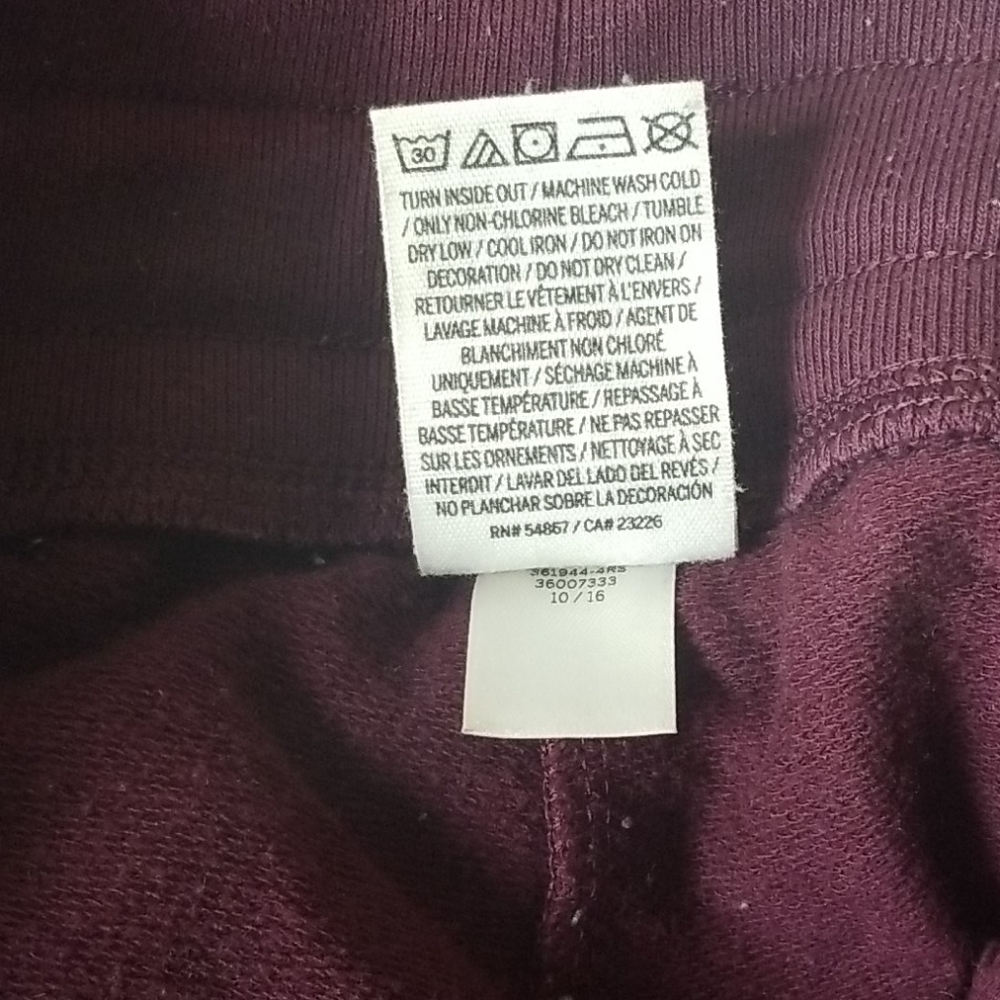 30
TURN INSIDE OUT / MACHINE WASH COLD
/ ONLY NON-CHLORINE BLEACH / TUMBLE
DRY LOW / COOL IRON / DO NOT IRON ON
DECORATION / DO NOT DRY CLEAN /
RETOURNER LE VÊTEMENT À L'ENVERS /
LAVAGE MACHINE À FROID / AGENT DE
BLANCHIMENT NON CHLORÉ
UNIQUEMENT / SÉCHAGE MACHINE À
BASSE TEMPÉRATURE / REPASSAGE À
BASSE TEMPÉRATURE / NE PAS REPASSER
SUR LES ORNEMENTS / NETTOYAGE À SEC
INTERDIT / LAVAR DEL LADO DEL REVÉS /
NO PLANCHAR SOBRE LA DECORACIÓN
RN# 54867 / CA# 23226
361944-4RS
36007333
10 / 16